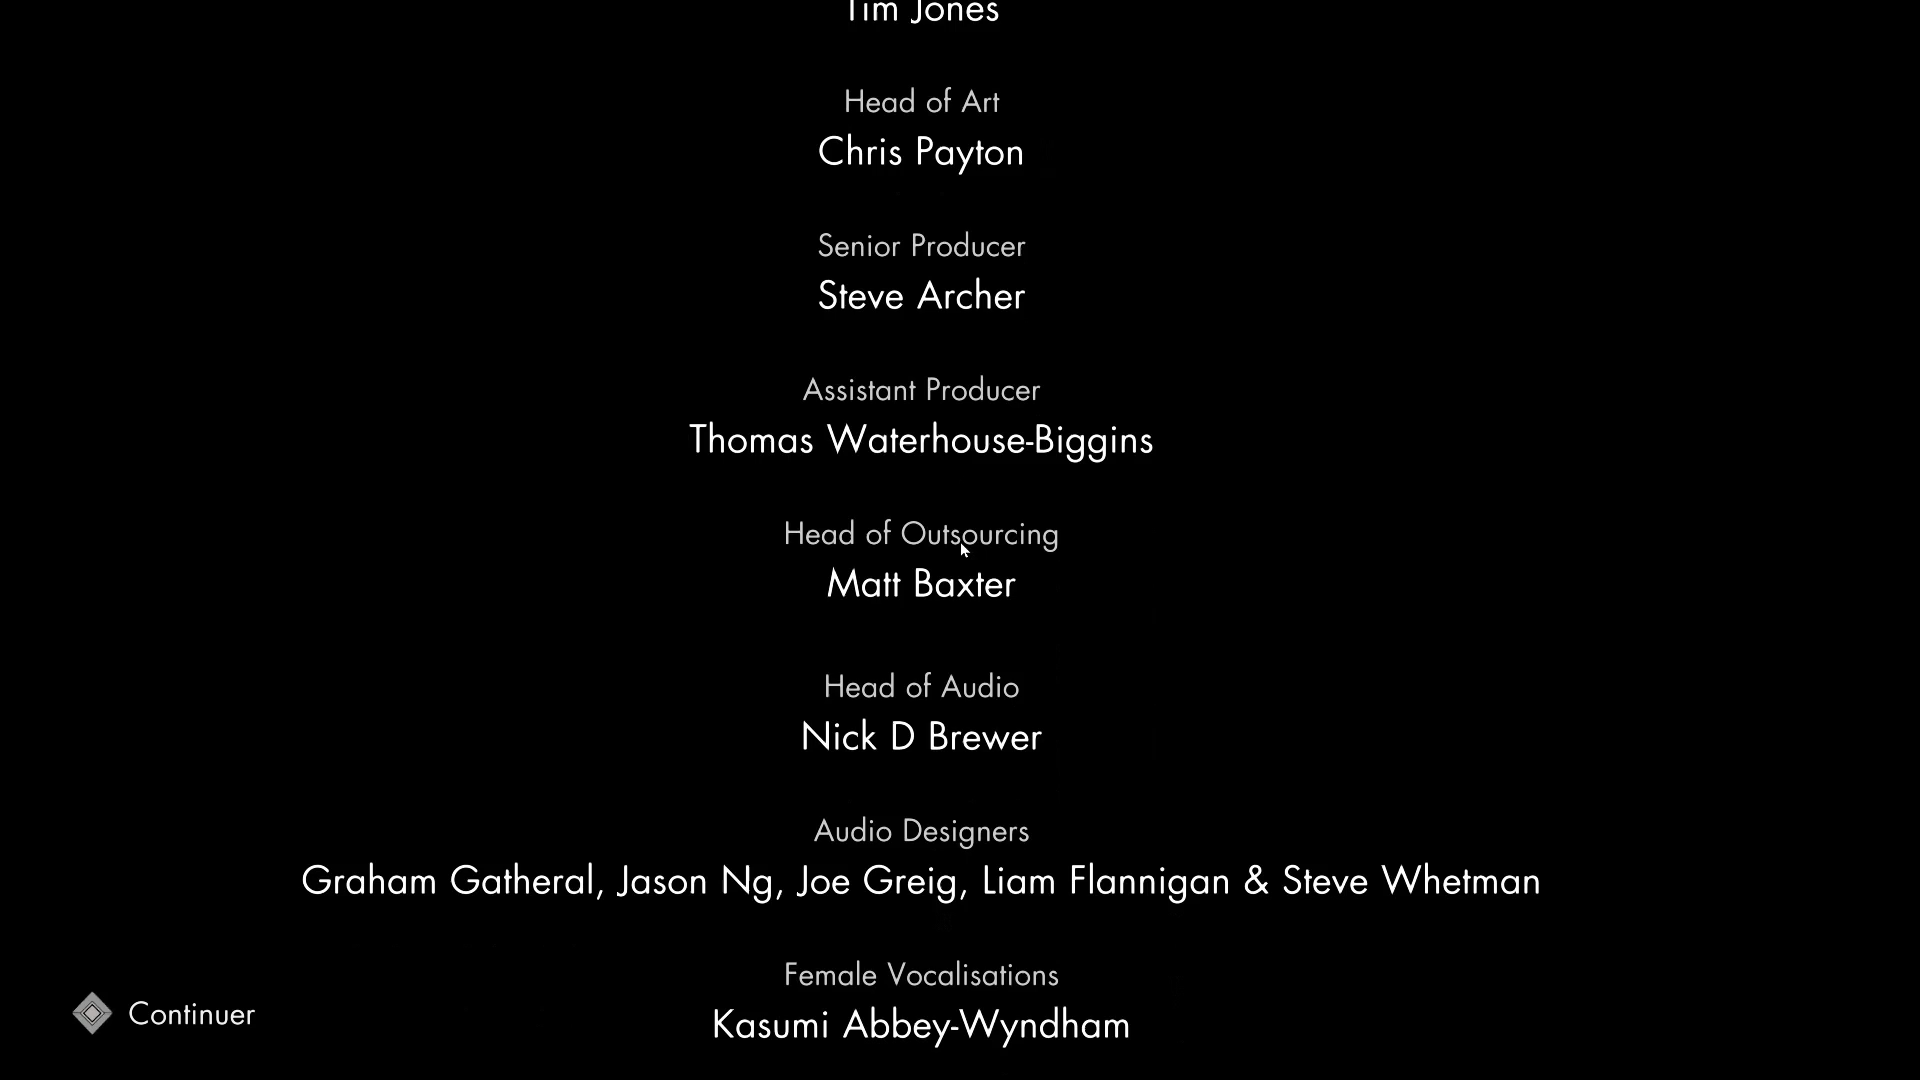 Tim Jones
Head of Art
Chris Payton
Senior Producer
Steve Archer
Assistant Producer
Thomas Waterhouse-Biggins
Head of Outsourcing
Matt Baxter
Head of Audio
Nick D Brewer
Audio Designers
Graham Gatheral, Jason Ng, Joe Greig, Liam Flannigan & Steve Whetman
Female Vocalisations
Kasumi Abbey-Wyndham
Continuer